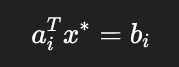 $a_i^T x^* = b_i$